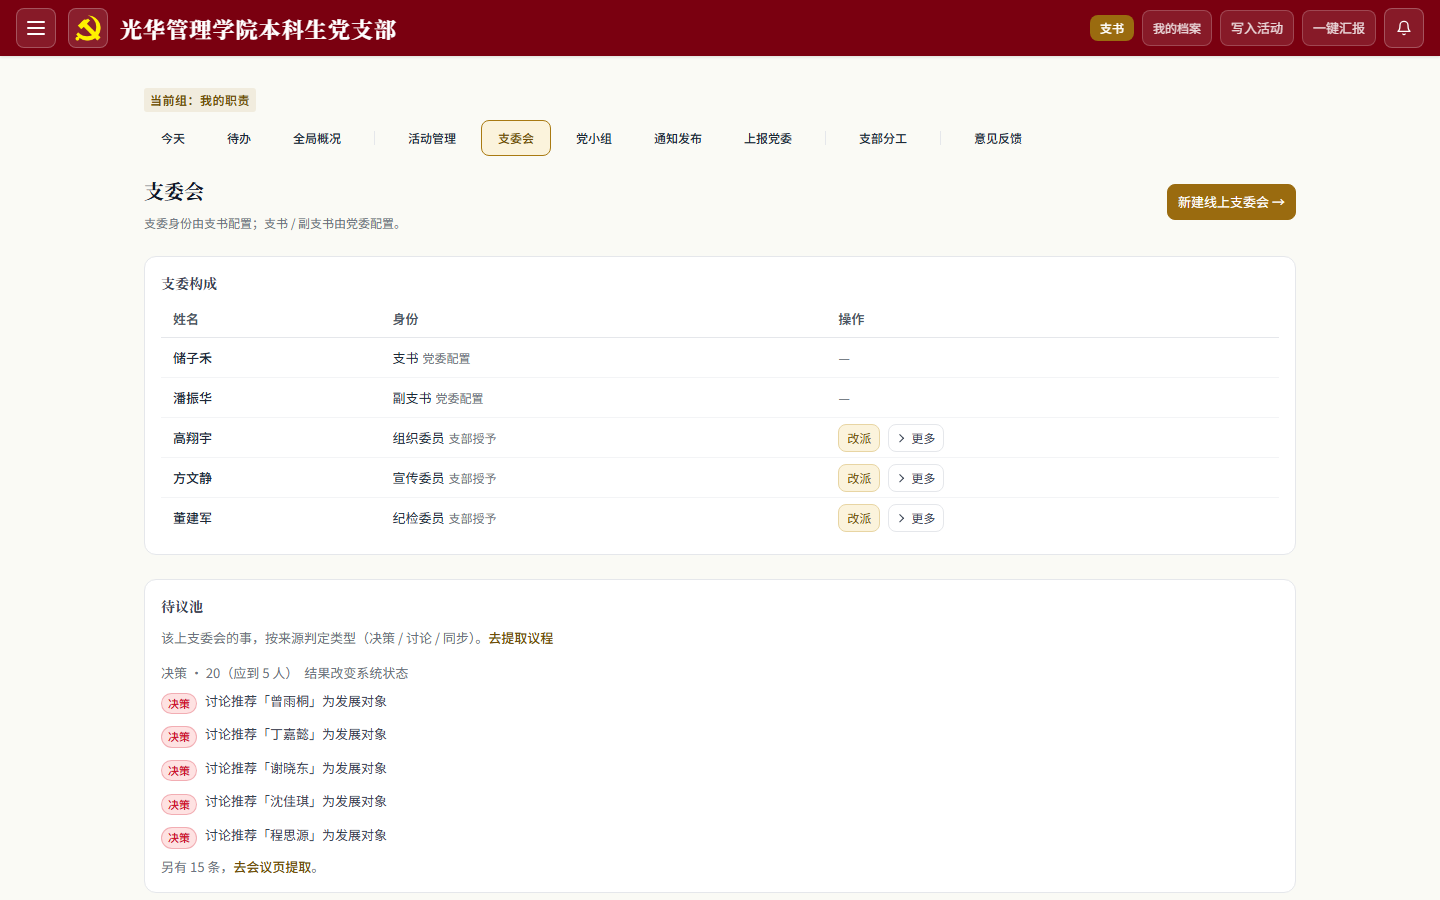 光华管理学院本科生党支部
支书 我的档案 写入活动 一键汇报
当前组：我的职责
今天 待办 全局概况 活动管理 支委会 党小组 通知发布 上报党委 支部分工 意见反馈
支委会
支委身份由支书配置；支书 / 副支书由党委配置。
新建线上支委会 →
支委构成
姓名 身份 操作
储子禾 支书 党委配置 —
潘振华 副支书 党委配置 —
高翔宇 组织委员 支部授予 改派 更多
方文静 宣传委员 支部授予 改派 更多
董建军 纪检委员 支部授予 改派 更多
待议池
该上支委会的事，按来源判定类型（决策 / 讨论 / 同步）。去提取议程
决策 · 20（应到 5 人） 结果改变系统状态
决策 讨论推荐「曾雨桐」为发展对象
决策 讨论推荐「丁嘉懿」为发展对象
决策 讨论推荐「谢晓东」为发展对象
决策 讨论推荐「沈佳琪」为发展对象
决策 讨论推荐「程思源」为发展对象
另有 15 条，去会议页提取。